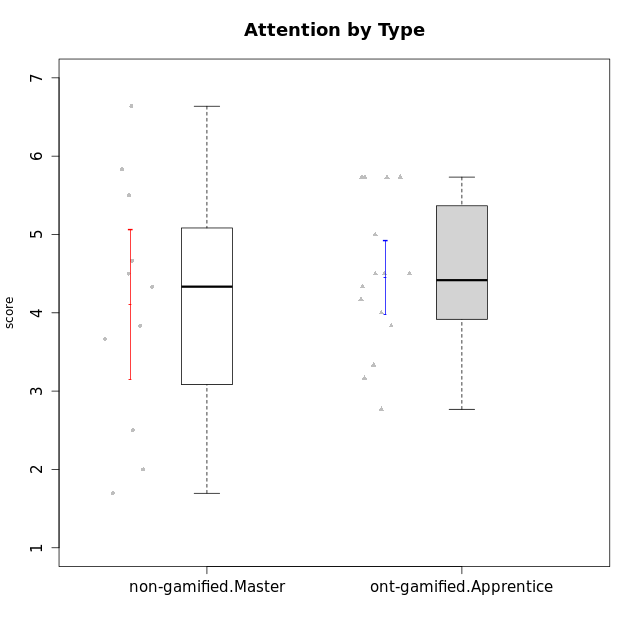 Attention by Type
7
6
5
4
3
2
1
score
non-gamified.Master ont-gamified.Apprentice